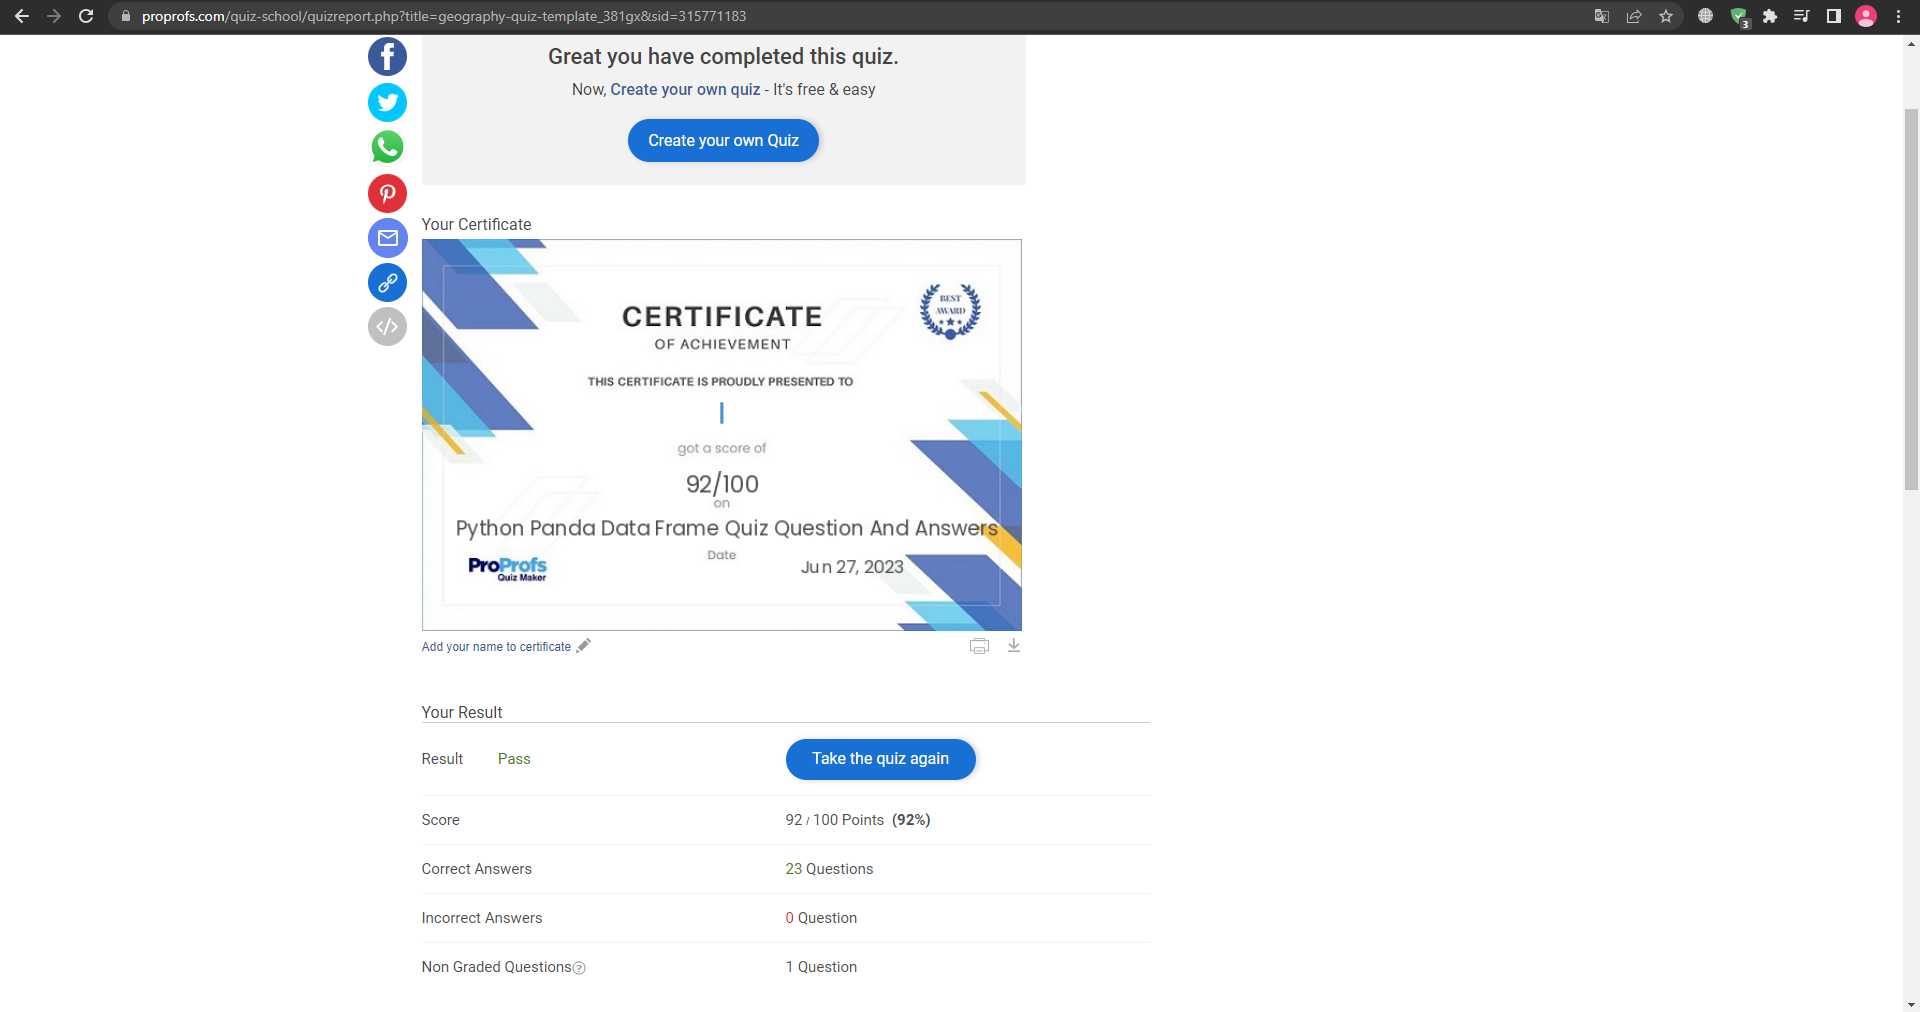 proprofs.com/quiz-school/quizreport.php?title=geography-quiz-template_381gx&sid=315771183
3
Great you have completed this quiz.
Now, Create your own quiz - It's free & easy
Create your own Quiz
Your Certificate
BEST
AWARD
CERTIFICATE
OF ACHIEVEMENT
THIS CERTIFICATE IS PROUDLY PRESENTED TO
got a score of
92/100
on
Python Panda Data Frame Quiz Question And Answers
Date
ProProfs
Quiz Maker
Jun 27, 2023
Add your name to certificate
Your Result
Result Pass Take the quiz again
Score 92 / 100 Points (92%)
Correct Answers 23 Questions
Incorrect Answers 0 Question
Non Graded Questions? 1 Question